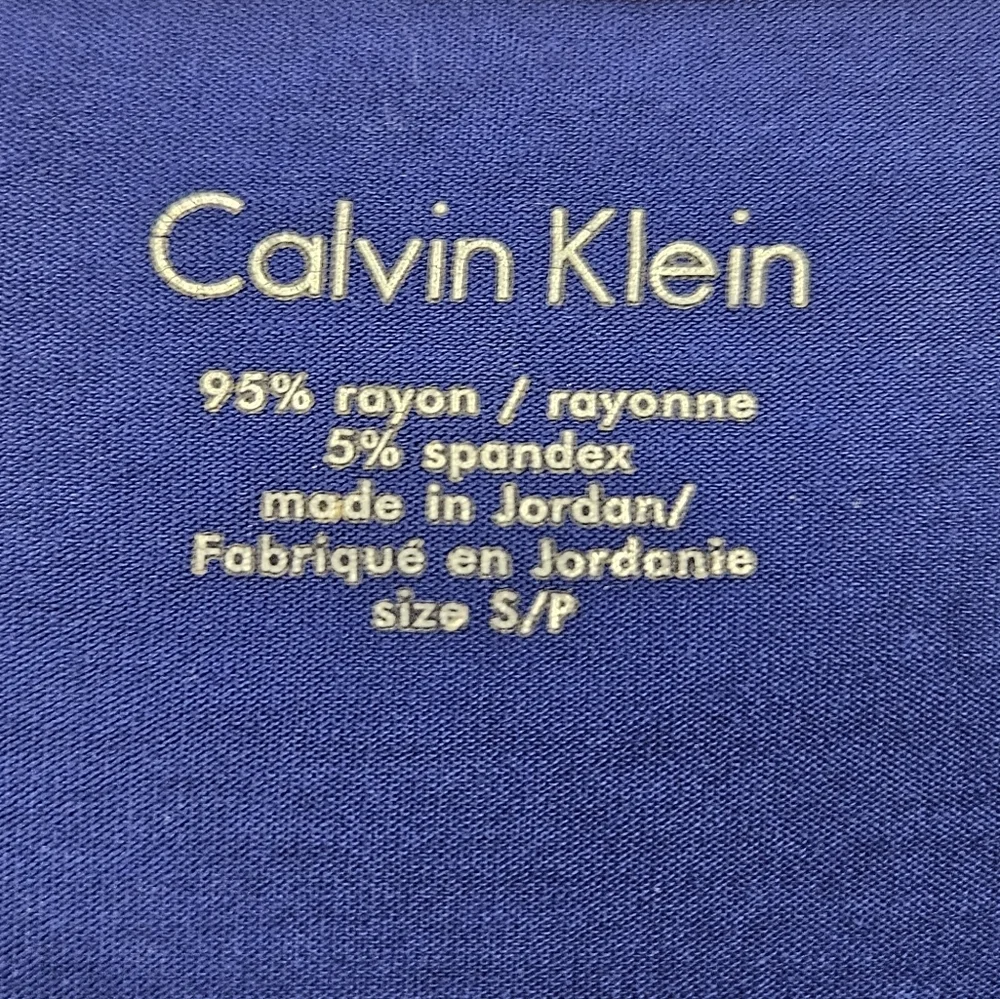 Calvin Klein
95% rayon / rayonne
5% spandex
made in Jordan/
Fabriqué en Jordanie
size S/P